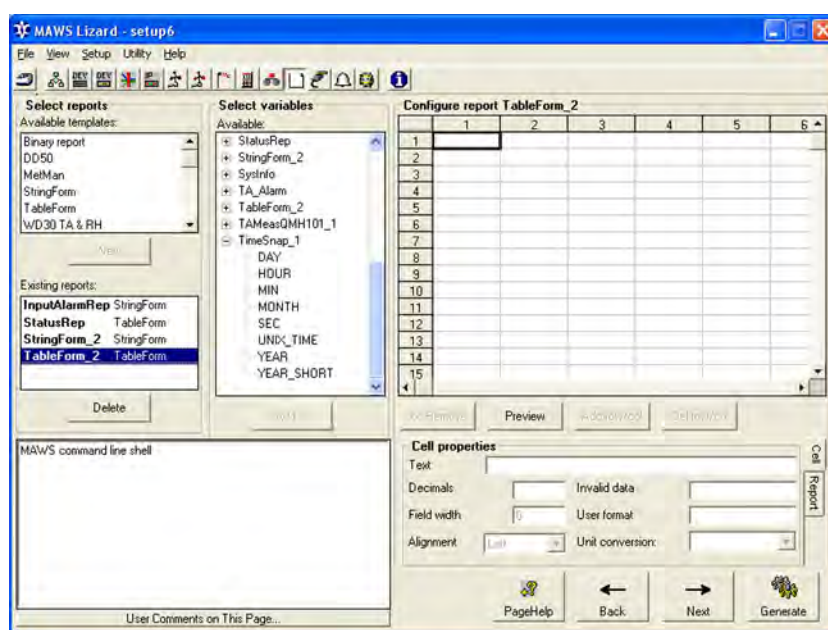 MAWS Lizard - setup6
File View Setup Utility Help
Select reports
Available templates:
Binary report
DD50
MetMan
StringForm
TableForm
WD30 TA & RH
Existing reports:
InputAlarmRep StringForm
StatusRep TableForm
StringForm_2 StringForm
TableForm_2 TableForm
Delete
Select variables
Available:
StatusRep
StringForm_2
SysInfo
TA_Alarm
TableForm_2
TAMeasQMH101_1
TimeSnap_1
DAY
HOUR
MIN
MONTH
SEC
UNIX_TIME
YEAR
YEAR_SHORT
Configure report TableForm_2
1 2 3 4 5 6
1
2
3
4
5
6
7
8
9
10
11
12
13
14
15
Preview
MAWS command line shell
User Comments on This Page...
Cell properties
Text
Decimals Invalid data
Field width 0 User format
Alignment Left Unit conversion:
Cell
Report
PageHelp Back Next Generate